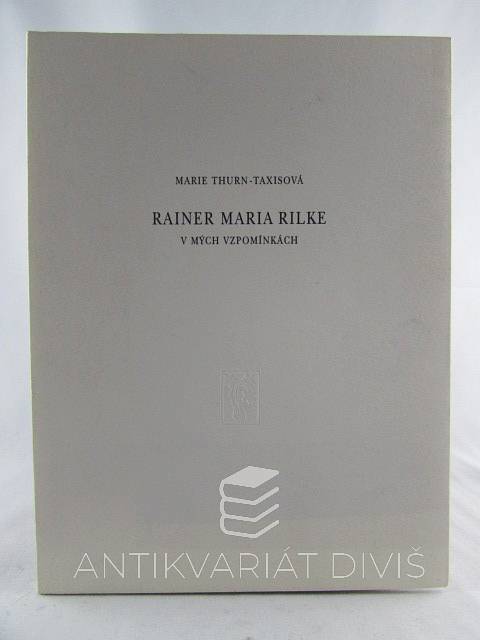 MARIE THURN-TAXISOVÁ
RAINER MARIA RILKE
V MÝCH VZPOMÍNKÁCH
ANTIKVARIÁT DIVIŠ